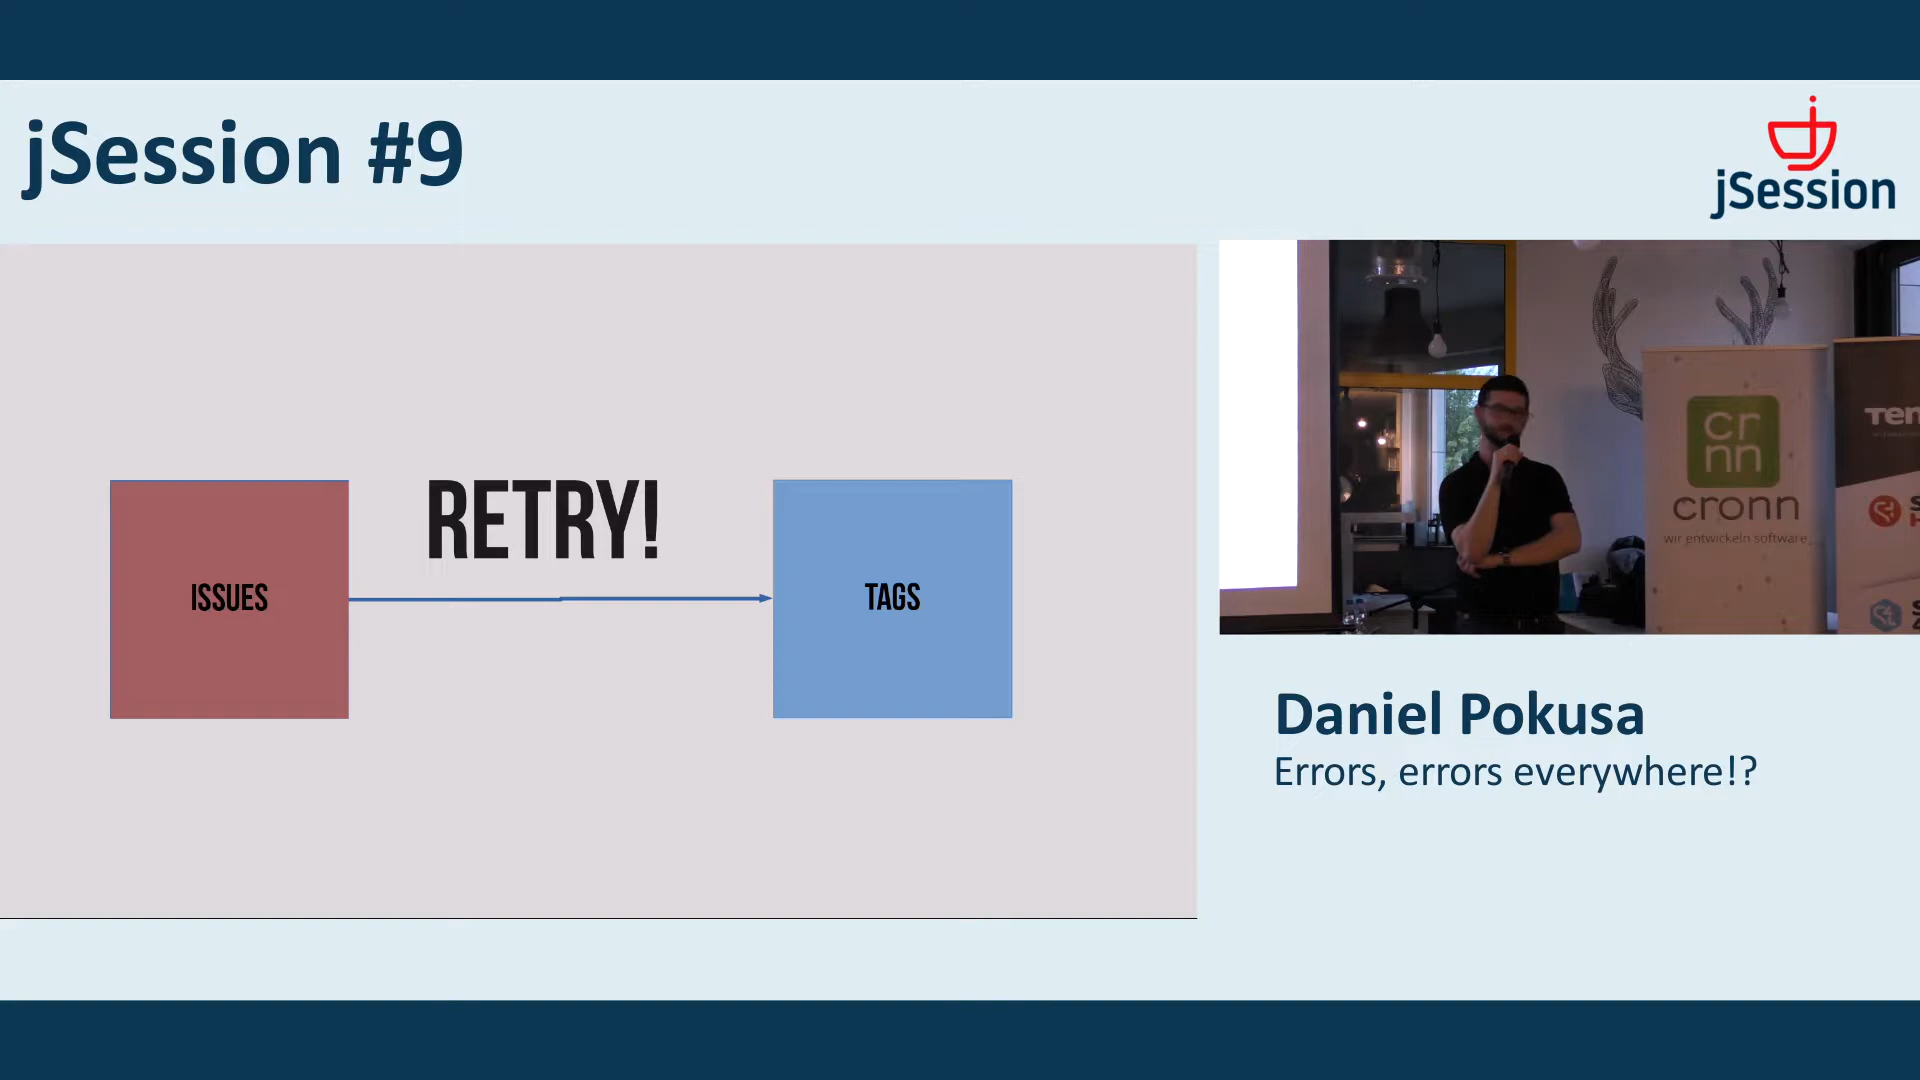 jSession #9
jSession
RETRY!
ISSUES
TAGS
cr
nn
cronn
wir entwickeln software
Daniel Pokusa
Errors, errors everywhere!?